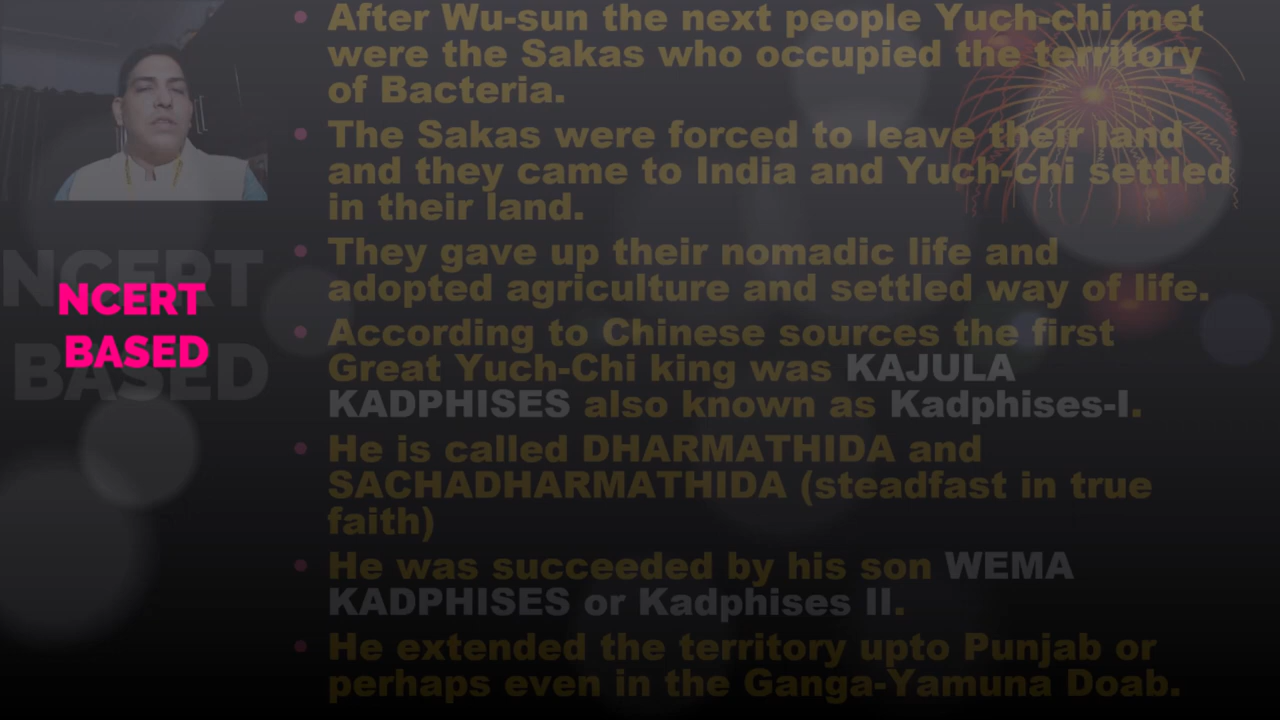 After Wu-sun the next people Yuch-chi met
were the Sakas who occupied the territory
of Bacteria.
The Sakas were forced to leave their land
and they came to India and Yuch-chi settled
in their land.
They gave up their nomadic life and
adopted agriculture and settled way of life.
According to Chinese sources the first
Great Yuch-Chi king was KAJULA
KADPHISES also known as Kadphises-I.
He is called DHARMATHIDA and
SACHADHARMATHIDA (steadfast in true
faith)
He was succeeded by his son WEMA
KADPHISES or Kadphises II.
He extended the territory upto Punjab or
perhaps even in the Ganga-Yamuna Doab.
NCERT
BASED
NCERT
BASED